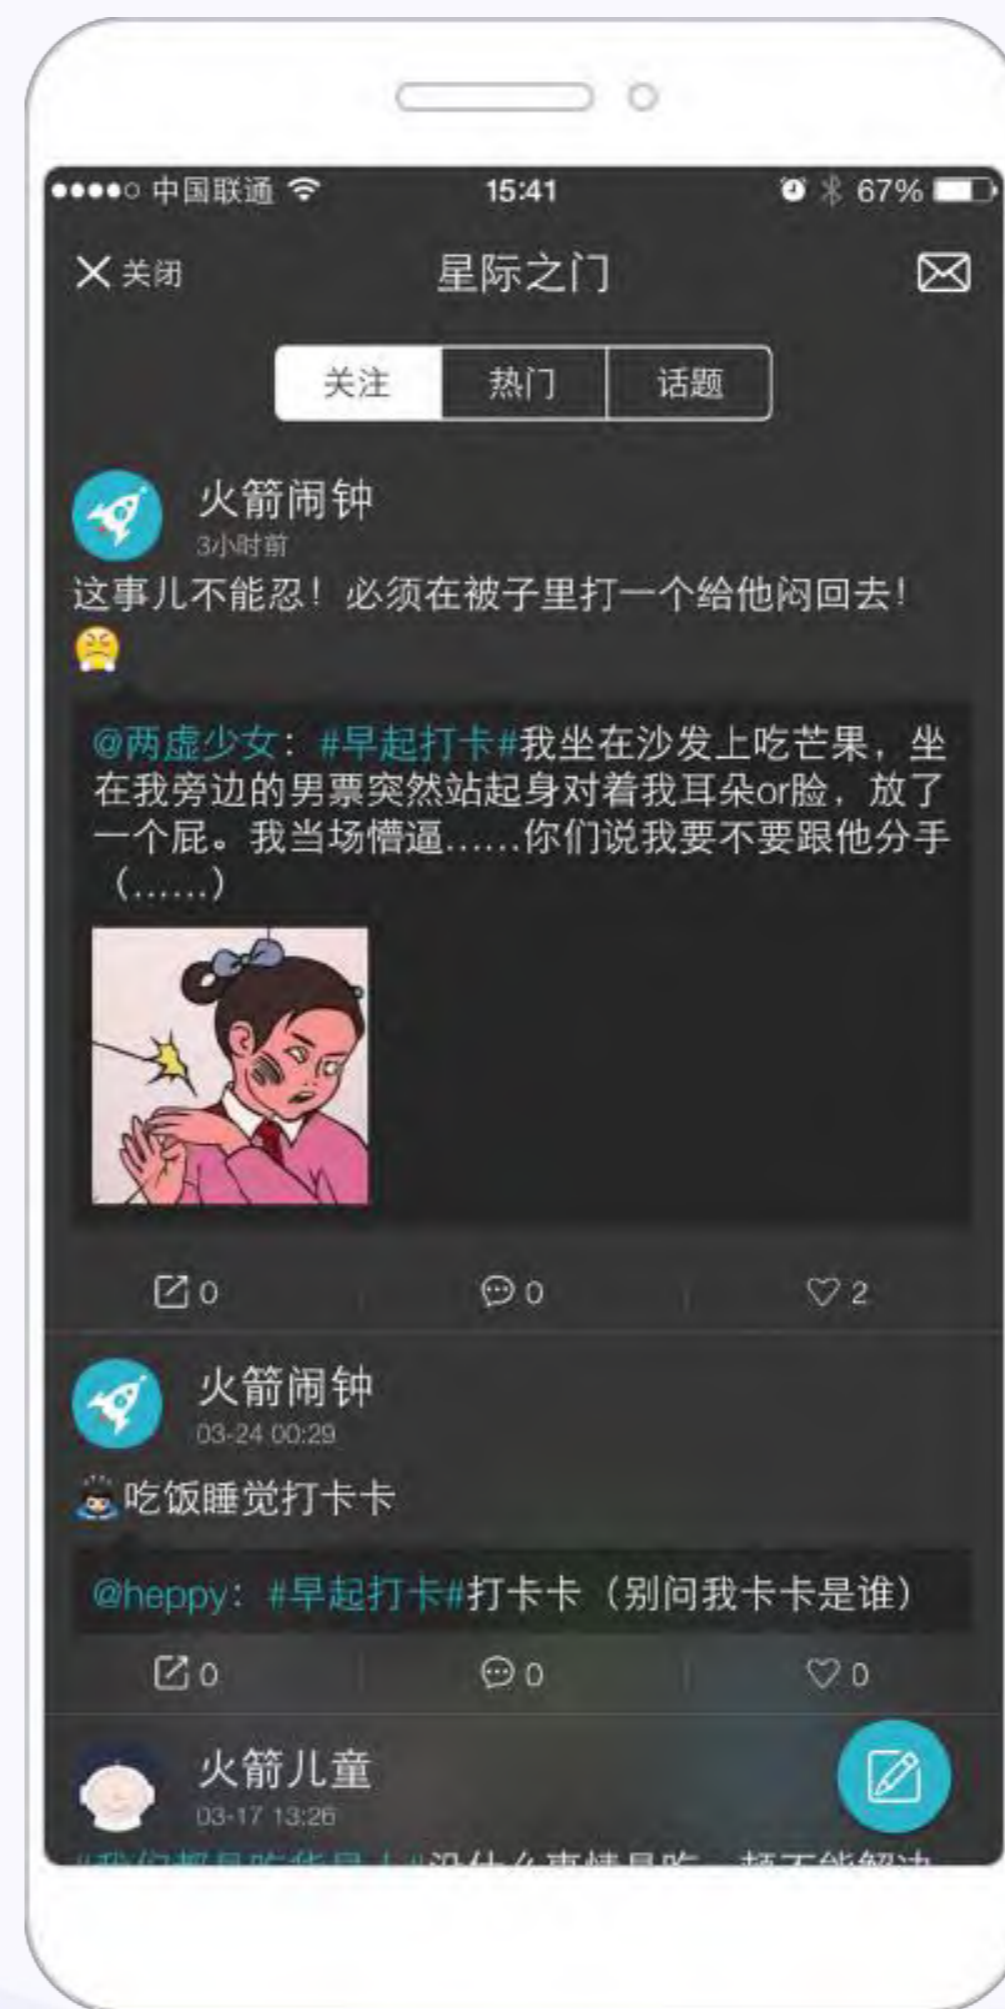 中国联通 15:41 67%
关闭 星际之门
关注 热门 话题
火箭闹钟
3小时前
这事儿不能忍！必须在被子里打一个给他闷回去！
@两虚少女：#早起打卡#我坐在沙发上吃芒果，坐
在我旁边的男票突然站起身对着我耳朵or脸，放了
一个屁。我当场懵逼……你们说我要不要跟他分手
（……）
0 0 2
火箭闹钟
03-24 00:29
吃饭睡觉打卡卡
@heppy：#早起打卡#打卡卡（别问我卡卡是谁）
0 0 0
火箭儿童
03-17 13:26